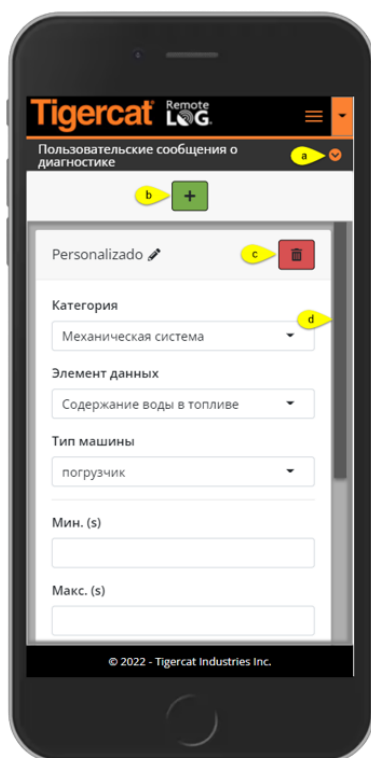 Tigercat Remote LOG
Пользовательские сообщения о
диагностике
a
b
+
Personalizado
c
Категория
d
Механическая система
Элемент данных
Содержание воды в топливе
Тип машины
погрузчик
Мин. (s)
Макс. (s)
© 2022 - Tigercat Industries Inc.